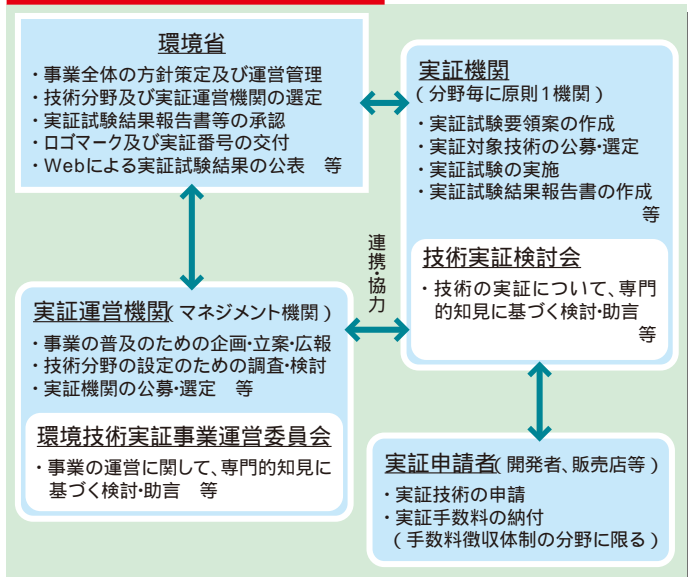 環境省
・事業全体の方針策定及び運営管理
・技術分野及び実証運営機関の選定
・実証試験結果報告書等の承認
・ロゴマーク及び実証番号の交付
・Webによる実証試験結果の公表　等
実証機関
(分野毎に原則1機関)
・実証試験要領案の作成
・実証対象技術の公募・選定
・実証試験の実施
・実証試験結果報告書の作成
等
技術実証検討会
・技術の実証について、専門
的知見に基づく検討・助言
等
連携・協力
実証運営機関(マネジメント機関)
・事業の普及のための企画・立案・広報
・技術分野の設定のための調査・検討
・実証機関の公募・選定　等
環境技術実証事業運営委員会
・事業の運営に関して、専門的知見に
基づく検討・助言　等
実証申請者(開発者、販売店等)
・実証技術の申請
・実証手数料の納付
(手数料徴収体制の分野に限る)